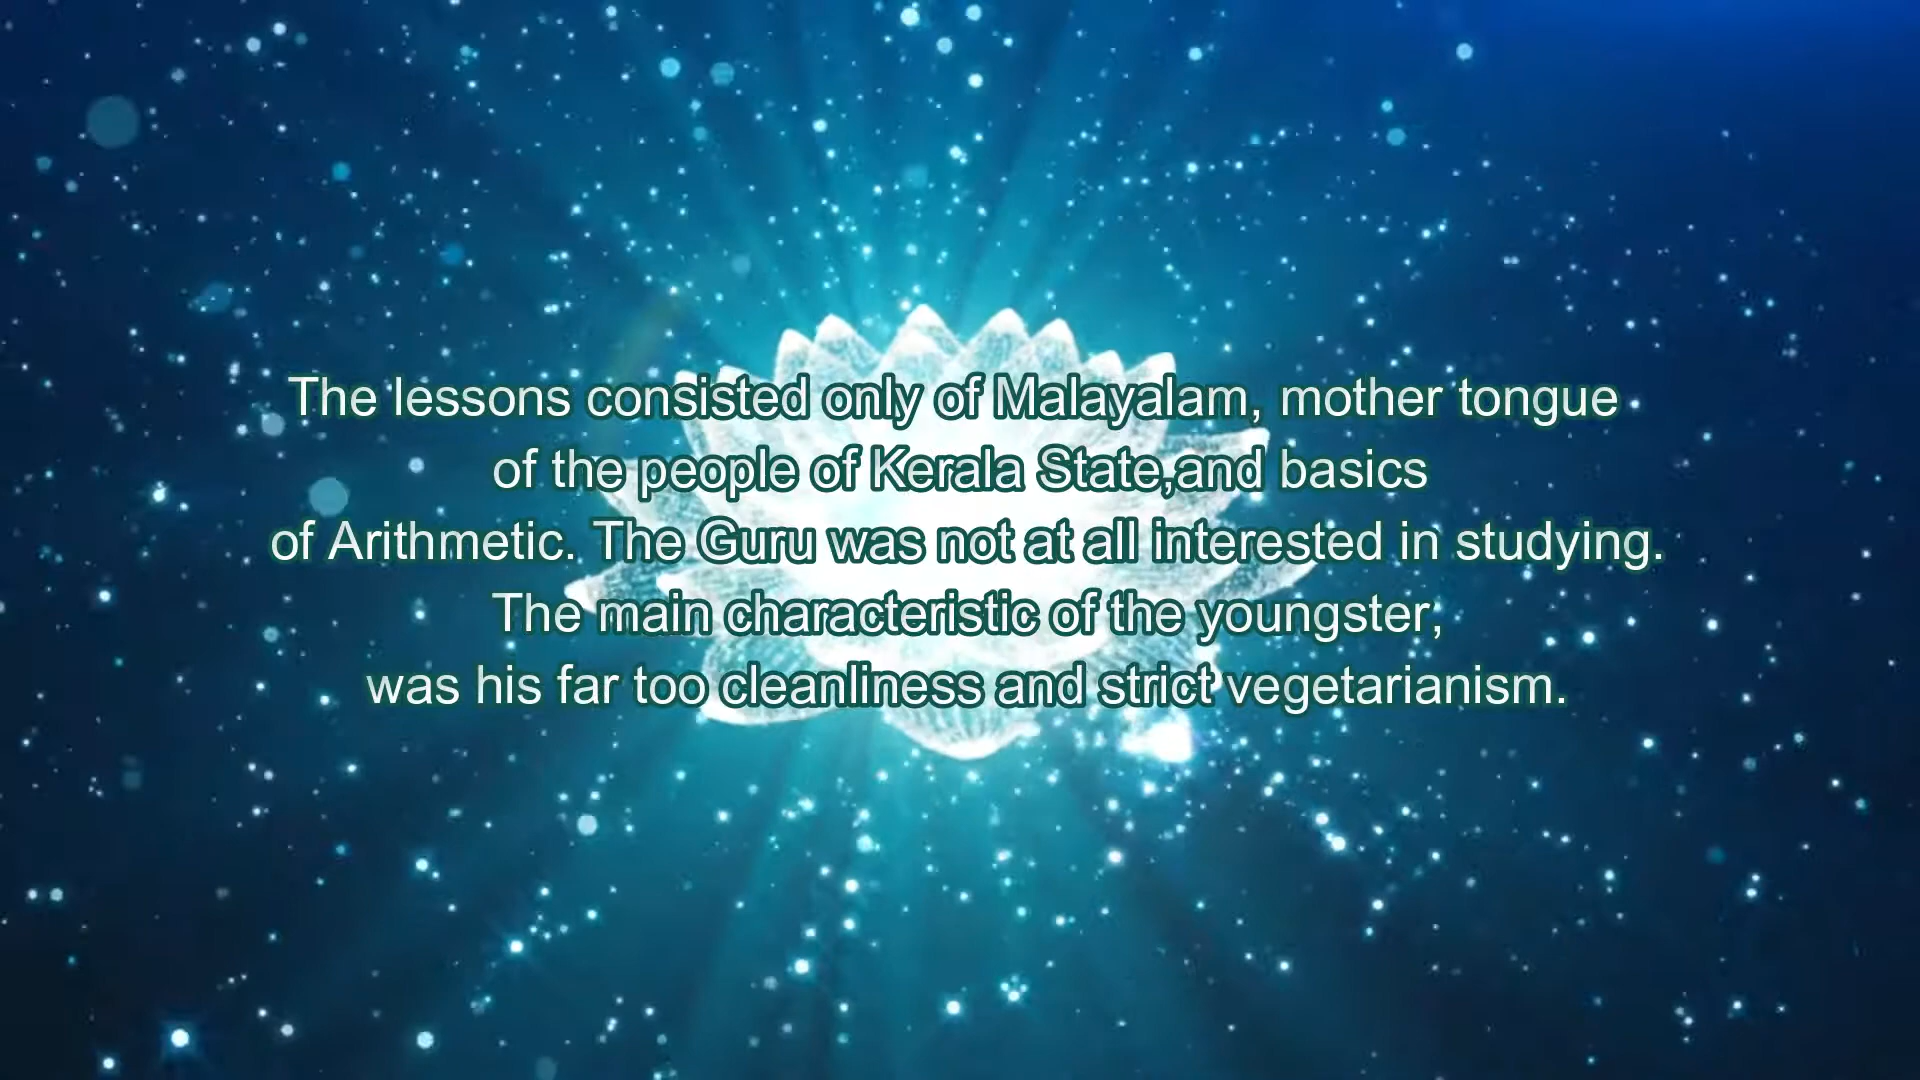 The lessons consisted only of Malayalam, mother tongue
of the people of Kerala State,and basics
of Arithmetic. The Guru was not at all interested in studying.
The main characteristic of the youngster;
was his far too cleanliness and strict vegetarianism.